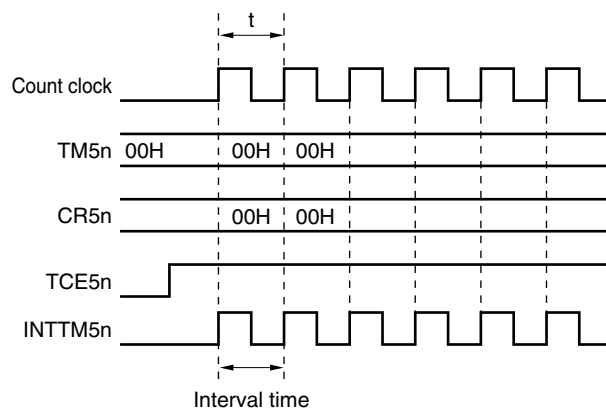 t
Count clock
TM5n 00H 00H 00H
CR5n 00H 00H
TCE5n
INTTM5n
Interval time